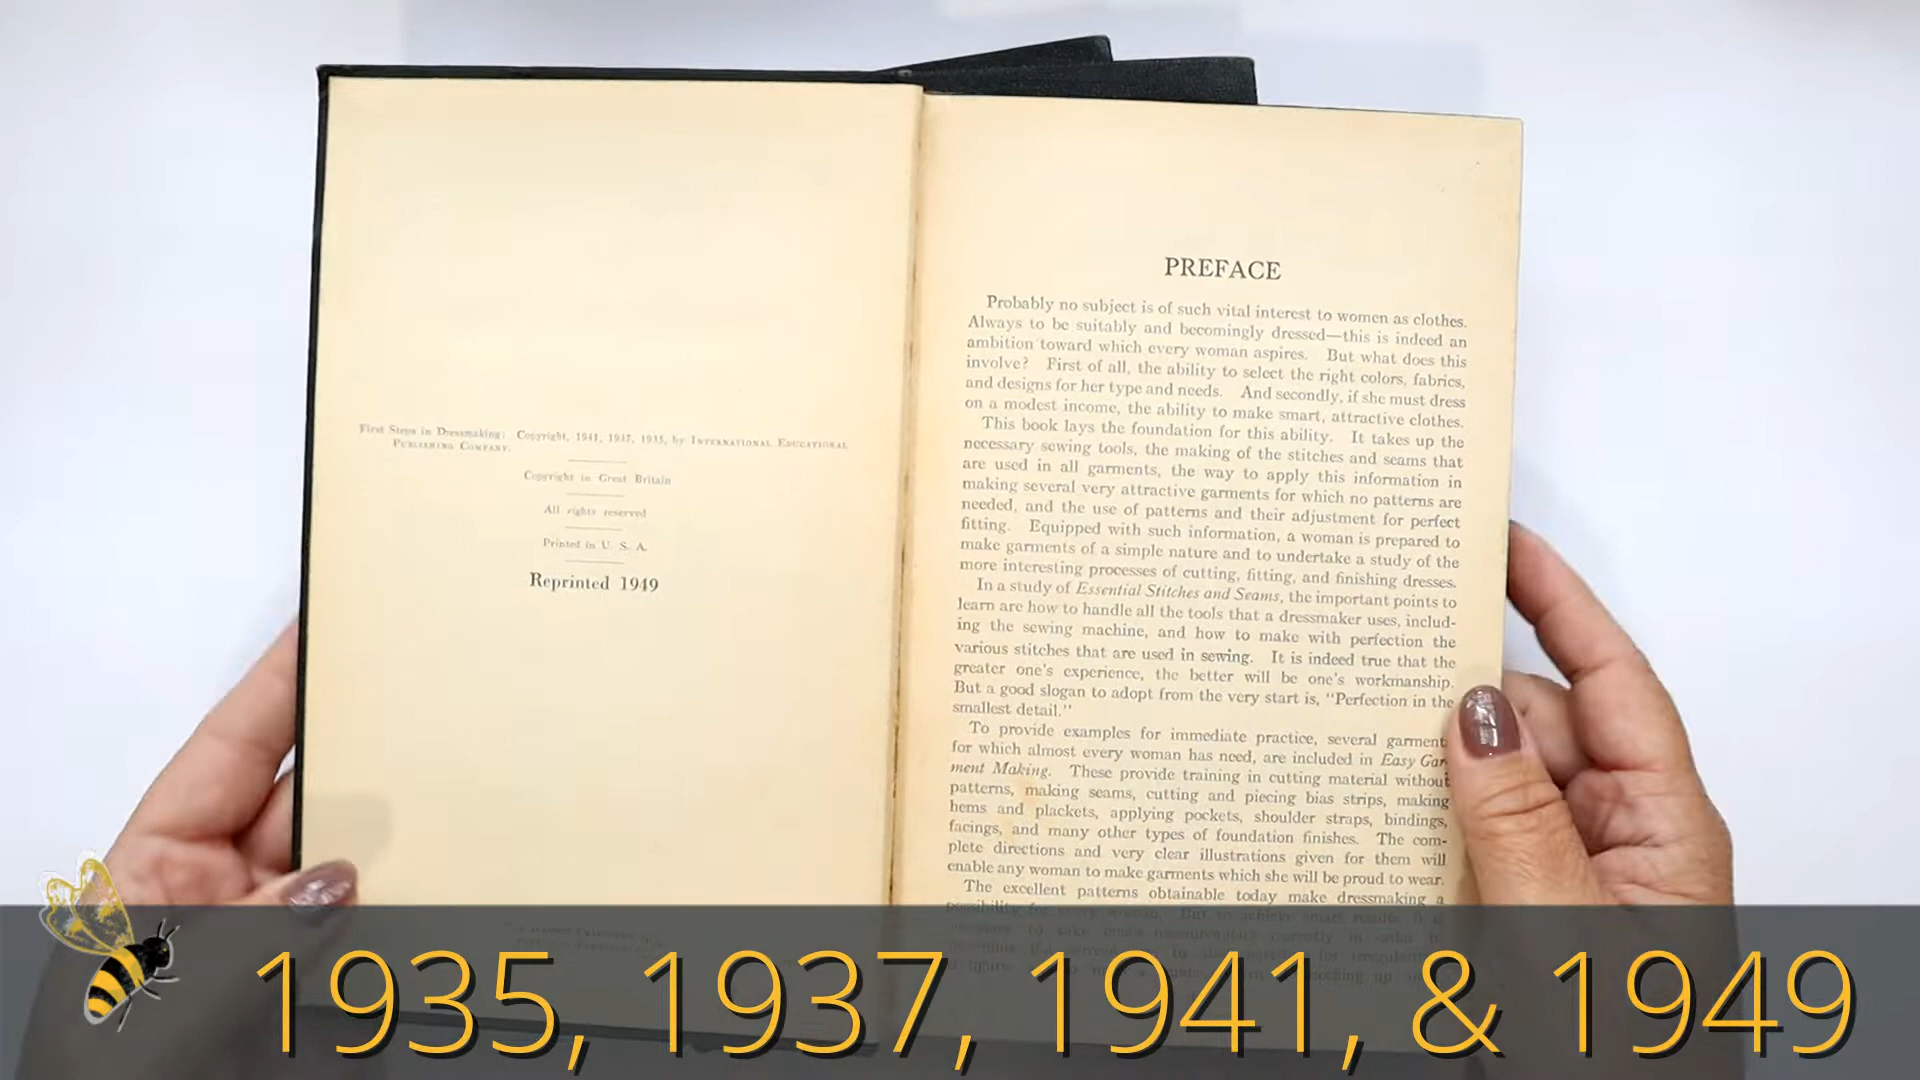 First Steps in Dressmaking: Copyright, 1941, 1937, 1935, by INTERNATIONAL EDUCATIONAL
PUBLISHING COMPANY.
Copyright in Great Britain
All rights reserved
Printed in U. S. A.
Reprinted 1949
PREFACE
Probably no subject is of such vital interest to women as clothes.
Always to be suitably and becomingly dressed—this is indeed an
ambition toward which every woman aspires. But what does this
involve? First of all, the ability to select the right colors, fabrics,
and designs for her type and needs. And secondly, if she must dress
on a modest income, the ability to make smart, attractive clothes.
This book lays the foundation for this ability. It takes up the
necessary sewing tools, the making of the stitches and seams that
are used in all garments, the way to apply this information in
making several very attractive garments for which no patterns are
needed, and the use of patterns and their adjustment for perfect
fitting. Equipped with such information, a woman is prepared to
make garments of a simple nature and to undertake a study of the
more interesting processes of cutting, fitting, and finishing dresses.
In a study of Essential Stitches and Seams, the important points to
learn are how to handle all the tools that a dressmaker uses, includ-
ing the sewing machine, and how to make with perfection the
various stitches that are used in sewing. It is indeed true that the
greater one's experience, the better will be one's workmanship.
But a good slogan to adopt from the very start is, "Perfection in the
smallest detail."
To provide examples for immediate practice, several garment
for which almost every woman has need, are included in Easy Gar-
ment Making. These provide training in cutting material without
patterns, making seams, cutting and piecing bias strips, making
hems and plackets, applying pockets, shoulder straps, bindings,
facings, and many other types of foundation finishes. The com-
plete directions and very clear illustrations given for them will
enable any woman to make garments which she will be proud to wear.
The excellent patterns obtainable today make dressmaking a
possibility for every woman. But to achieve smart results, it is
1935, 1937, 1941, & 1949